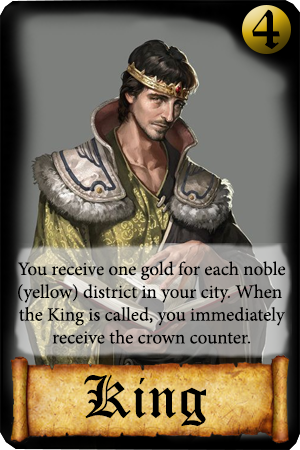 4
You receive one gold for each noble
(yellow) district in your city. When
the King is called, you immediately
receive the crown counter.
King